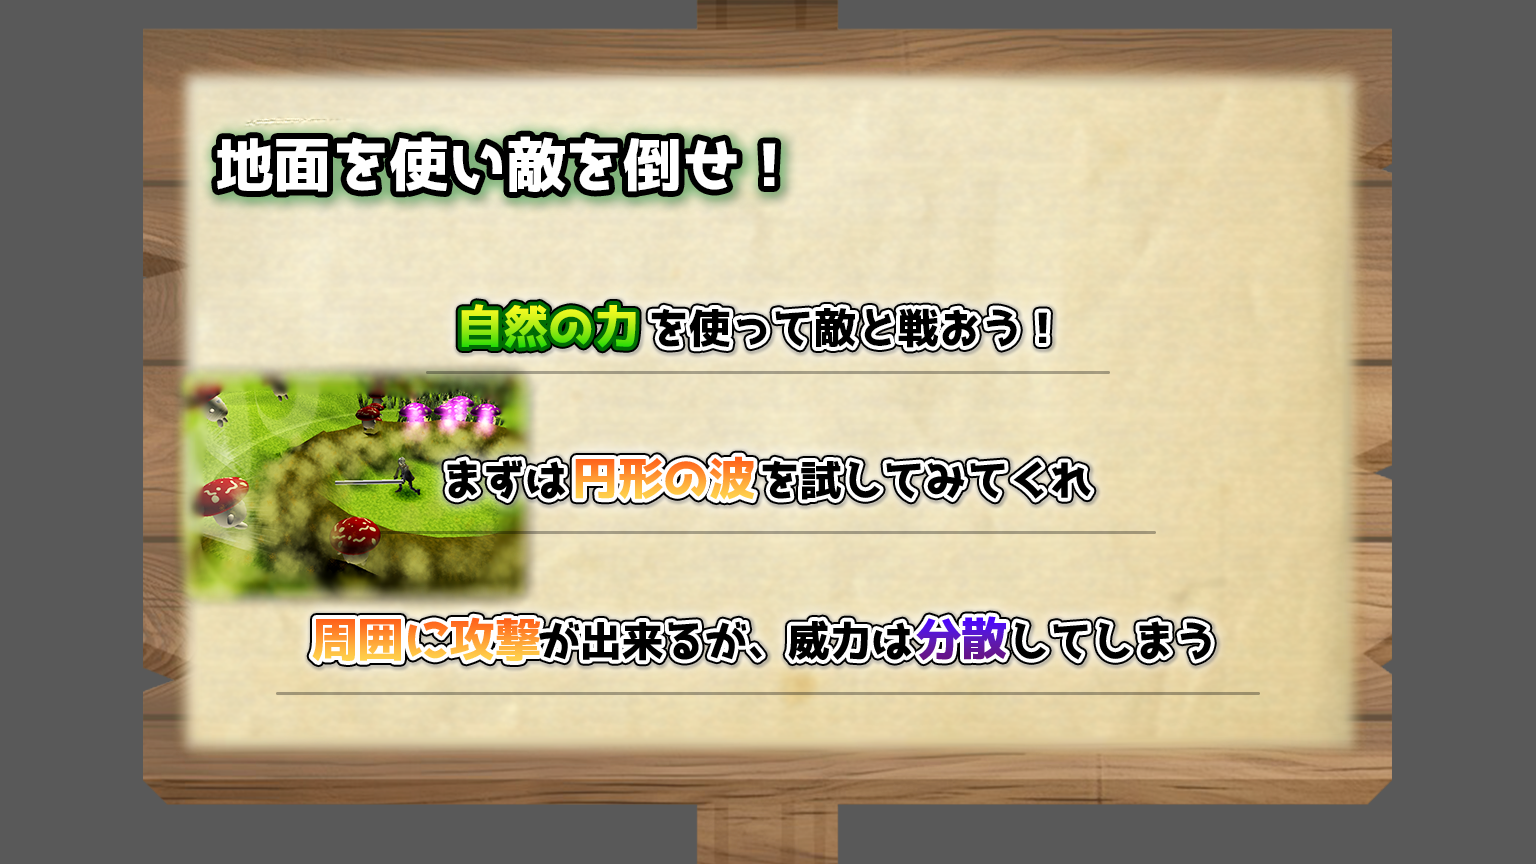 地面を使い敵を倒せ！
自然の力を使って敵と戦おう！
まずは円形の波を試してみてくれ
周囲に攻撃が出来るが、威力は分散してしまう